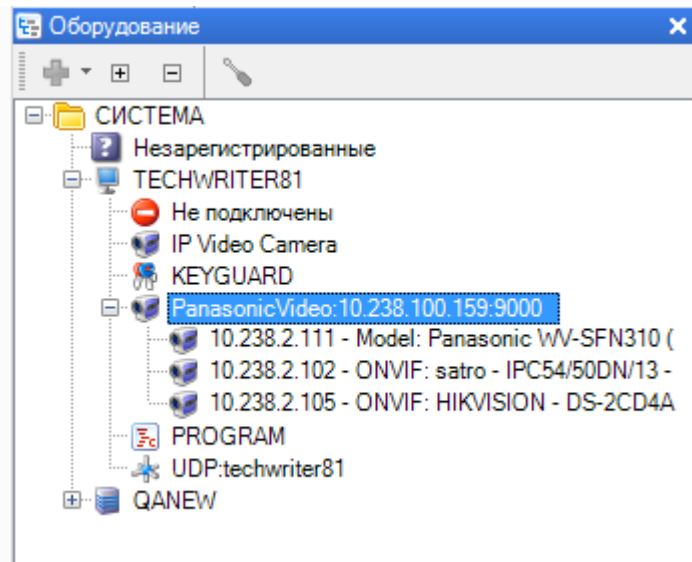 Оборудование
СИСТЕМА
Незарегистрированные
TECHWRITER81
Не подключены
IP Video Camera
KEYGUARD
PanasonicVideo:10.238.100.159:9000
10.238.2.111 - Model: Panasonic WV-SFN310 (
10.238.2.102 - ONVIF: satro - IPC54/50DN/13 -
10.238.2.105 - ONVIF: HIKVISION - DS-2CD4A
PROGRAM
UDP:techwriter81
QANEW